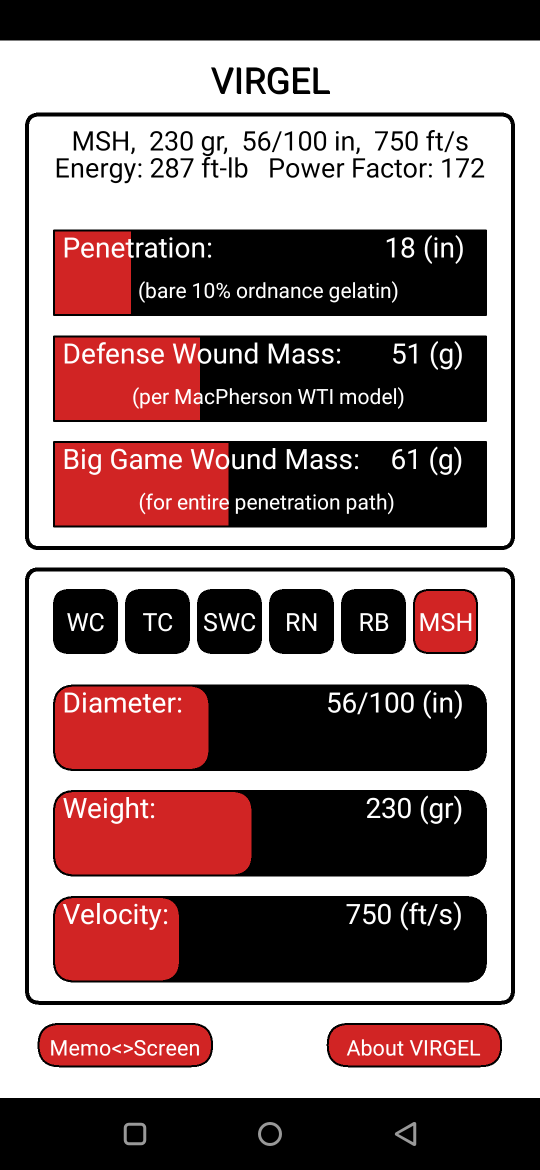 VIRGEL
MSH, 230 gr, 56/100 in, 750 ft/s
Energy: 287 ft-lb Power Factor: 172
Penetration: 18 (in)
(bare 10% ordnance gelatin)
Defense Wound Mass: 51 (g)
(per MacPherson WTI model)
Big Game Wound Mass: 61 (g)
(for entire penetration path)
WC TC SWC RN RB MSH
Diameter: 56/100 (in)
Weight: 230 (gr)
Velocity: 750 (ft/s)
Memo<>Screen About VIRGEL